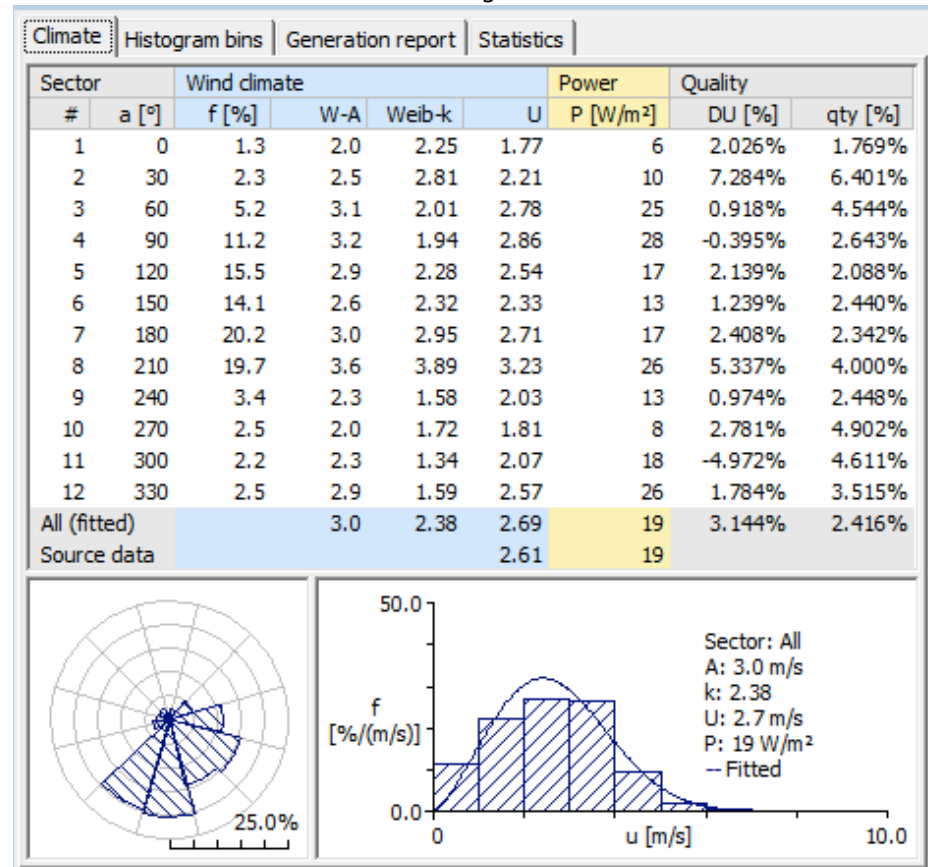 Climate Histogram bins Generation report Statistics
Sector Wind climate Power Quality
# a [º] f [%] W-A Weib-k U P [W/m²] DU [%] qty [%]
1 0 1.3 2.0 2.25 1.77 6 2.026% 1.769%
2 30 2.3 2.5 2.81 2.21 10 7.284% 6.401%
3 60 5.2 3.1 2.01 2.78 25 0.918% 4.544%
4 90 11.2 3.2 1.94 2.86 28 -0.395% 2.643%
5 120 15.5 2.9 2.28 2.54 17 2.139% 2.088%
6 150 14.1 2.6 2.32 2.33 13 1.239% 2.440%
7 180 20.2 3.0 2.95 2.71 17 2.408% 2.342%
8 210 19.7 3.6 3.89 3.23 26 5.337% 4.000%
9 240 3.4 2.3 1.58 2.03 13 0.974% 2.448%
10 270 2.5 2.0 1.72 1.81 8 2.781% 4.902%
11 300 2.2 2.3 1.34 2.07 18 -4.972% 4.611%
12 330 2.5 2.9 1.59 2.57 26 1.784% 3.515%
All (fitted) 3.0 2.38 2.69 19 3.144% 2.416%
Source data 2.61 19
25.0%
50.0
f
[%/(m/s)]
0.0
0 u [m/s] 10.0
Sector: All
A: 3.0 m/s
k: 2.38
U: 2.7 m/s
P: 19 W/m²
-- Fitted